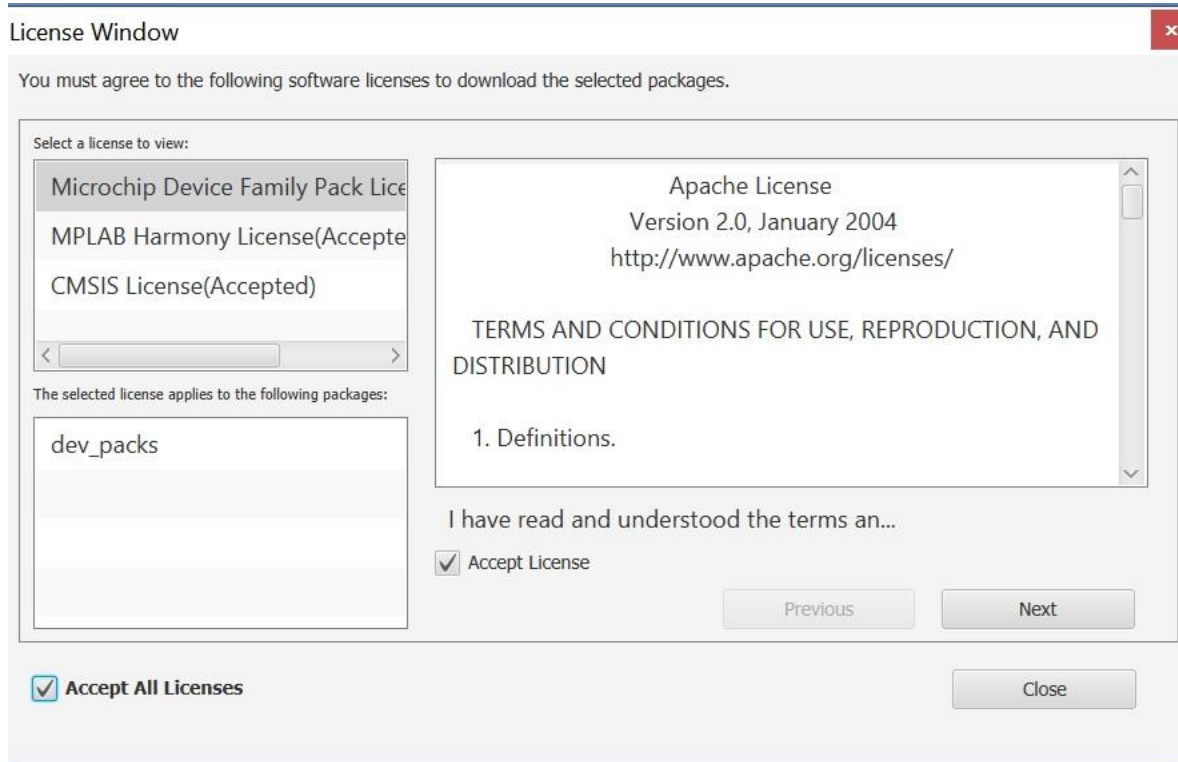 License Window
You must agree to the following software licenses to download the selected packages.
Select a license to view:
Microchip Device Family Pack Lice
MPLAB Harmony License(Accepte
CMSIS License(Accepted)
The selected license applies to the following packages:
dev_packs
Apache License
Version 2.0, January 2004
http://www.apache.org/licenses/
TERMS AND CONDITIONS FOR USE, REPRODUCTION, AND
DISTRIBUTION
1. Definitions.
I have read and understood the terms an...
Accept License
Previous
Next
Accept All Licenses
Close